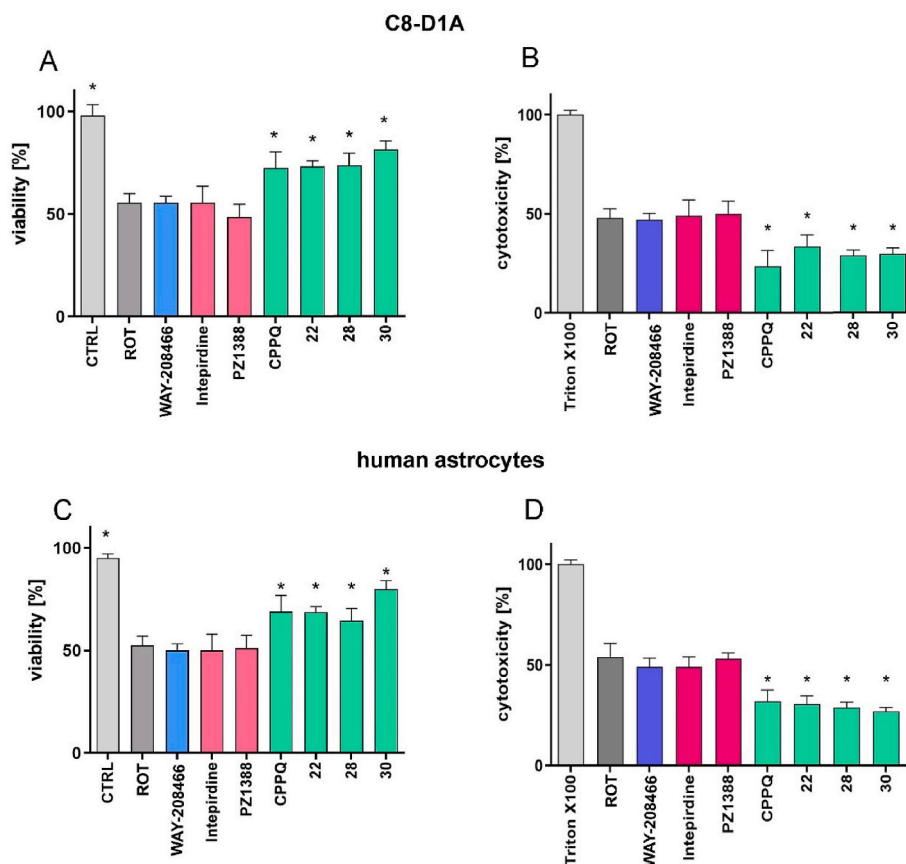 C8-D1A
A
*
*
*
*
*
viability [%]
100
50
0
CTRL
ROT
WAY-208466
Intepirdine
PZ1388
CPPQ
22
28
30
B
*
*
*
*
cytotoxicity [%]
100
50
0
Triton X100
ROT
WAY-208466
Intepirdine
PZ1388
CPPQ
22
28
30
human astrocytes
C
*
*
*
*
*
viability [%]
100
50
0
CTRL
ROT
WAY-208466
Intepirdine
PZ1388
CPPQ
22
28
30
D
*
*
*
*
cytotoxicity [%]
100
50
0
Triton X100
ROT
WAY-208466
Intepirdine
PZ1388
CPPQ
22
28
30